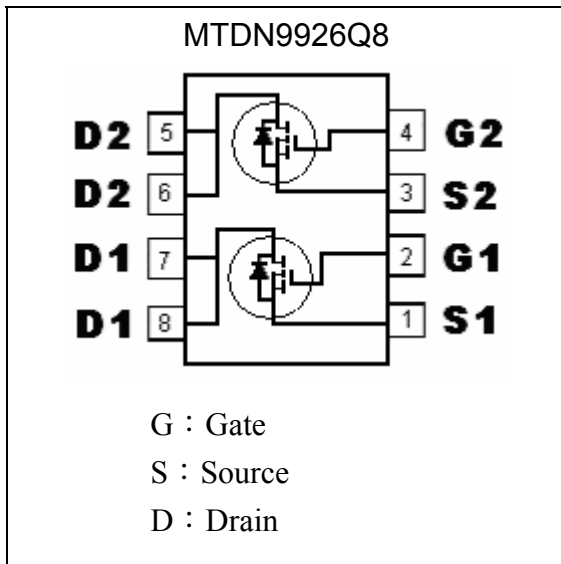 MTDN9926Q8
D2 5 4 G2
D2 6 3 S2
D1 7 2 G1
D1 8 1 S1
G：Gate
S：Source
D：Drain